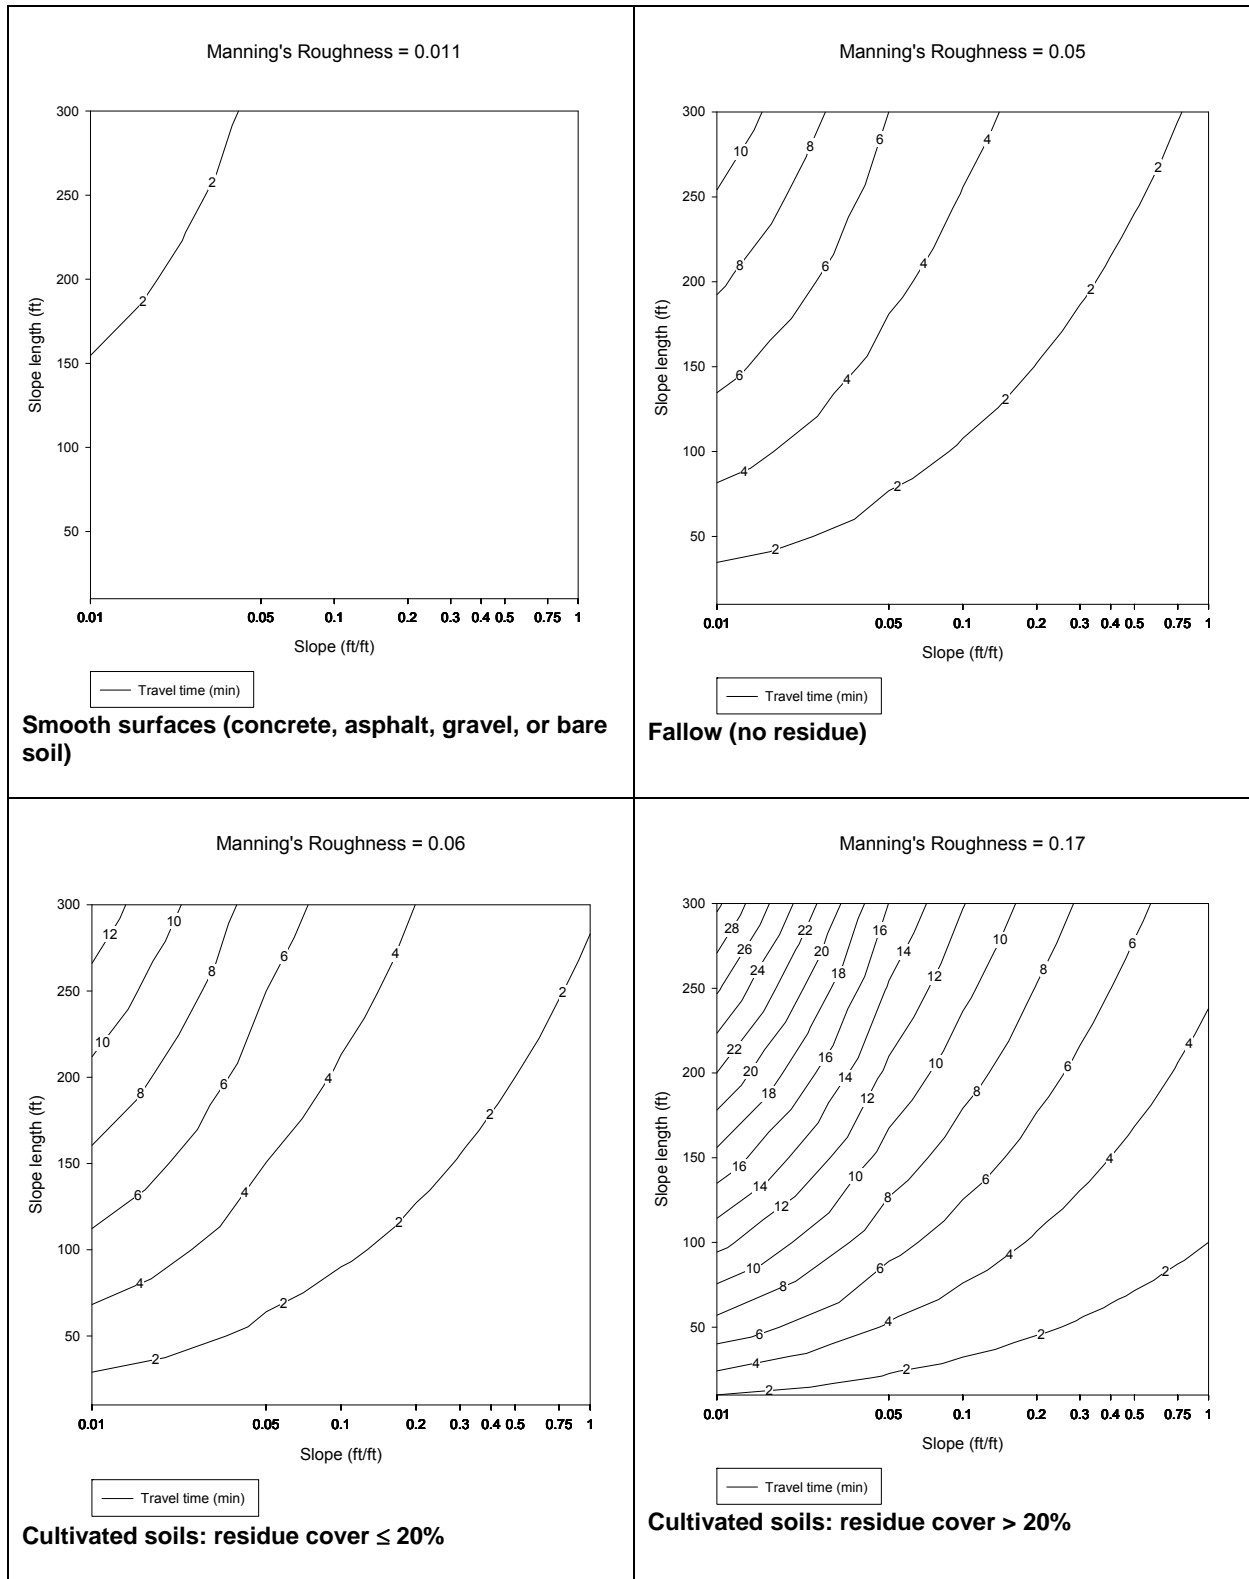 Manning's Roughness = 0.011
300
250
200
150
100
50
Slope length (ft)
2
2
0.01 0.05 0.1 0.2 0.3 0.4 0.5 0.75 1
Slope (ft/ft)
Travel time (min)
Smooth surfaces (concrete, asphalt, gravel, or bare
soil)
Manning's Roughness = 0.05
300
250
200
150
100
50
Slope length (ft)
10 8 6 4 2
8 6 4 2
6 4 2
4 2
2
0.01 0.05 0.1 0.2 0.3 0.4 0.5 0.75 1
Slope (ft/ft)
Travel time (min)
Fallow (no residue)
Manning's Roughness = 0.06
300
250
200
150
100
50
Slope length (ft)
12 10 8 6 4 2
10 8 6 4 2
6 4 2
4 2
2
0.01 0.05 0.1 0.2 0.3 0.4 0.5 0.75 1
Slope (ft/ft)
Travel time (min)
Cultivated soils: residue cover ≤ 20%
Manning's Roughness = 0.17
300
250
200
150
100
50
Slope length (ft)
28 22 16 10 6
26 20 14 8
24 18 12
22 16 10 6 4
20 14 8
18 12
16 10 6 4
14 8
12
10 6 4 2
8
6 4 2
4 2
2
0.01 0.05 0.1 0.2 0.3 0.4 0.5 0.75 1
Slope (ft/ft)
Travel time (min)
Cultivated soils: residue cover > 20%